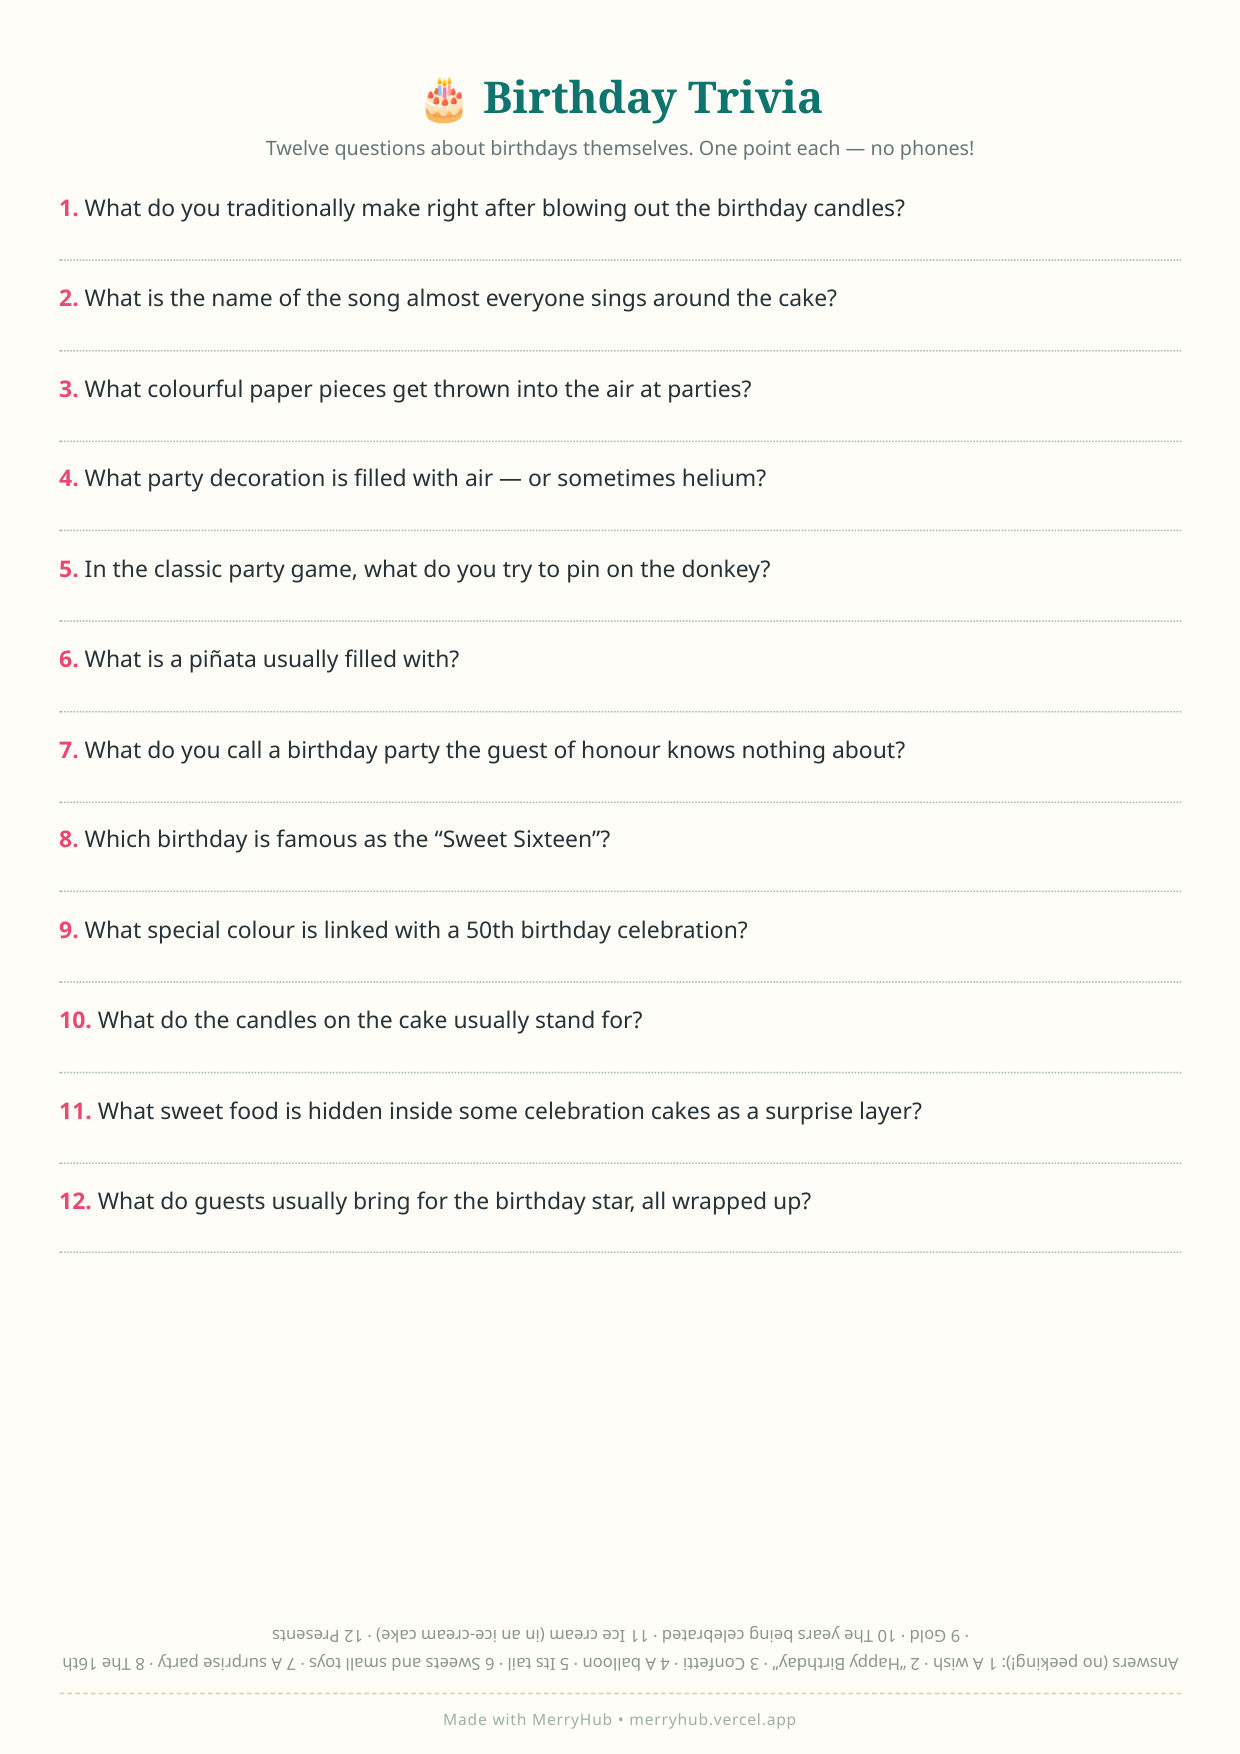 🎂 Birthday Trivia
Twelve questions about birthdays themselves. One point each — no phones!
1. What do you traditionally make right after blowing out the birthday candles?
2. What is the name of the song almost everyone sings around the cake?
3. What colourful paper pieces get thrown into the air at parties?
4. What party decoration is filled with air — or sometimes helium?
5. In the classic party game, what do you try to pin on the donkey?
6. What is a piñata usually filled with?
7. What do you call a birthday party the guest of honour knows nothing about?
8. Which birthday is famous as the “Sweet Sixteen”?
9. What special colour is linked with a 50th birthday celebration?
10. What do the candles on the cake usually stand for?
11. What sweet food is hidden inside some celebration cakes as a surprise layer?
12. What do guests usually bring for the birthday star, all wrapped up?
Answers (no peeking!): 1 A wish · 2 “Happy Birthday” · 3 Confetti · 4 A balloon · 5 Its tail · 6 Sweets and small toys · 7 A surprise party · 8 The 16th
· 9 Gold · 10 The years being celebrated · 11 Ice cream (in an ice-cream cake) · 12 Presents
Made with MerryHub • merryhub.vercel.app